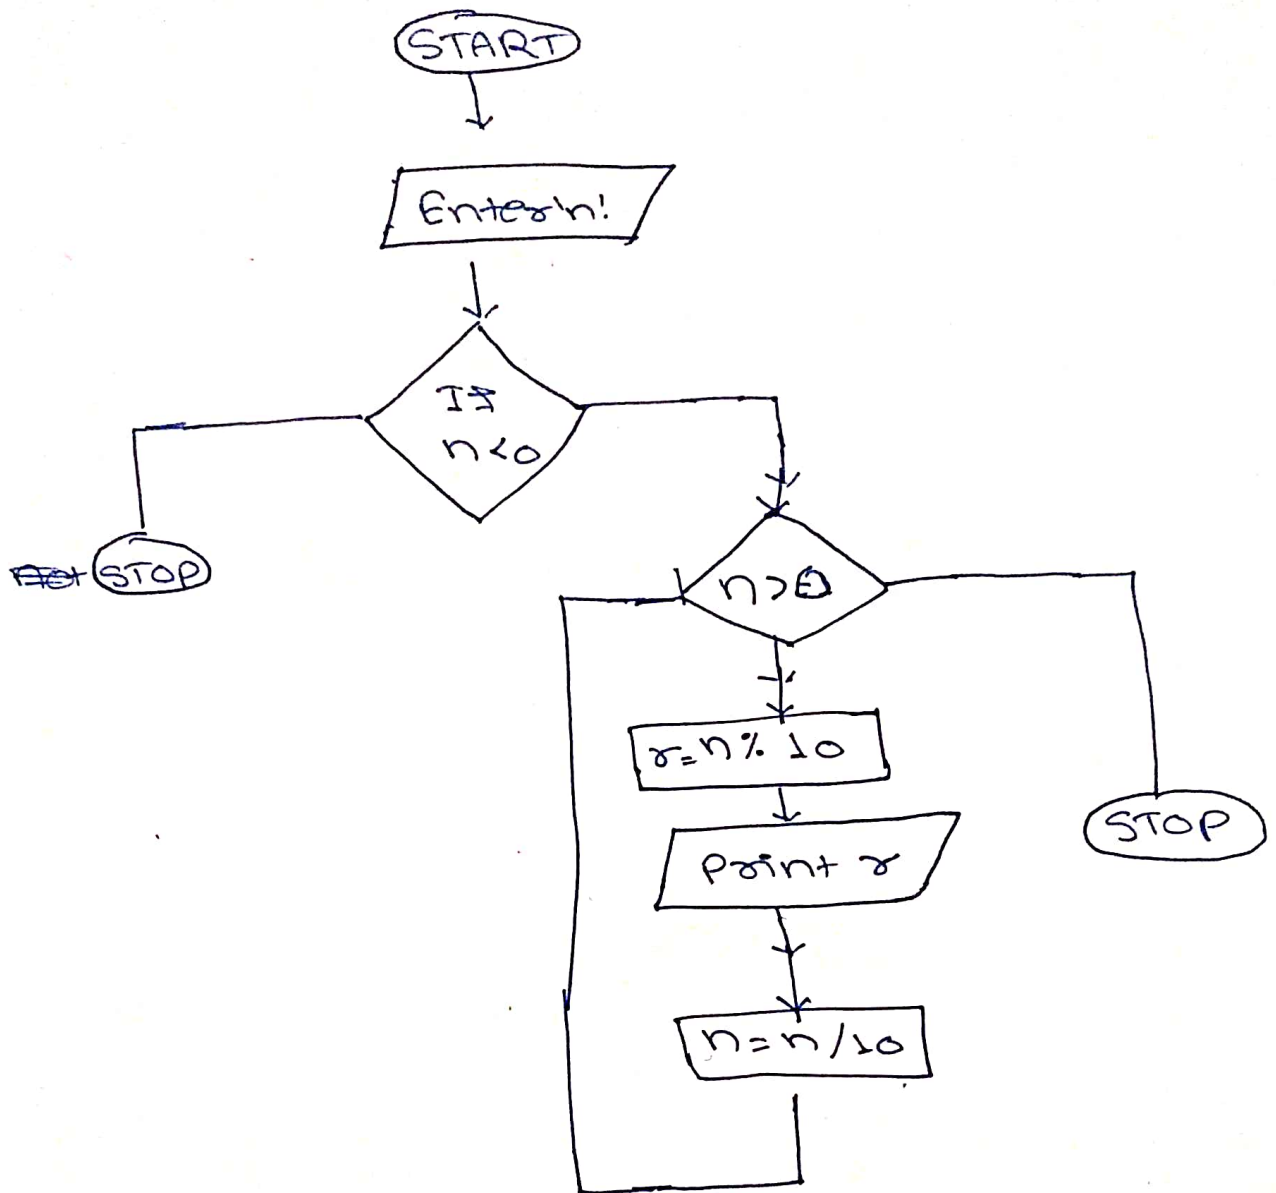 START
Enter 'n'
If
n<0
STOP
n>0
r=n% 10
Print r
STOP
n=n/10